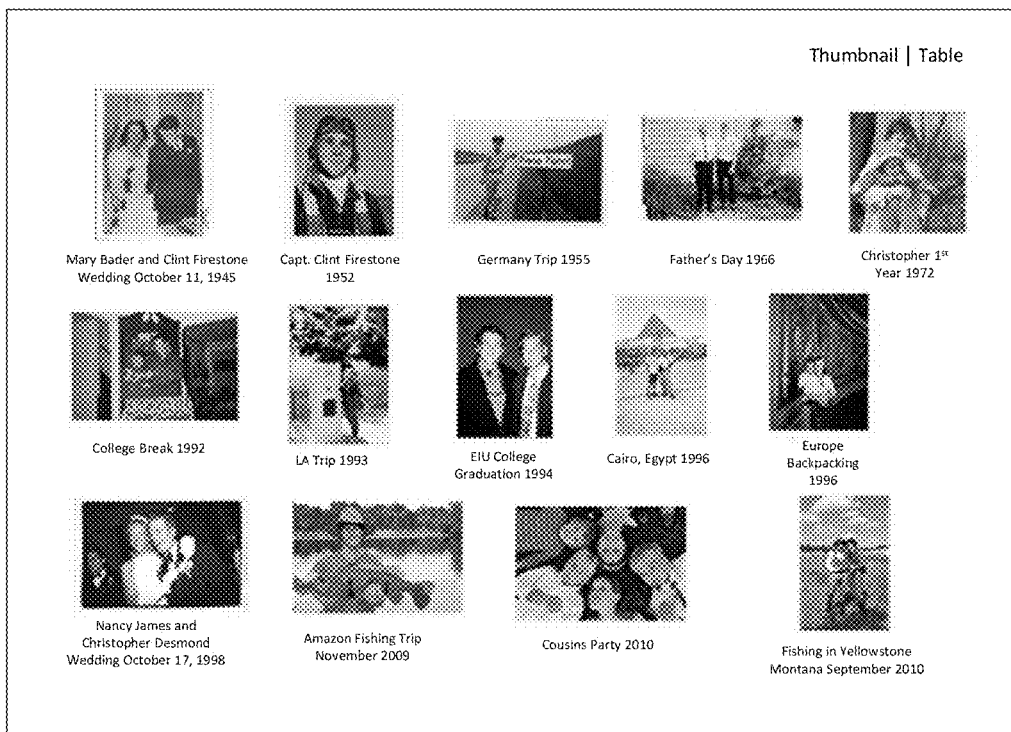 Thumbnail | Table
Mary Bader and Clint Firestone
Wedding October 11, 1945
Capt. Clint Firestone
1952
Germany Trip 1955
Father's Day 1966
Christopher 1st
Year 1972
College Break 1992
LA Trip 1993
EIU College
Graduation 1994
Cairo, Egypt 1996
Europe
Backpacking
1996
Nancy James and
Christopher Desmond
Wedding October 17, 1998
Amazon Fishing Trip
November 2009
Cousins Party 2010
Fishing in Yellowstone
Montana September 2010